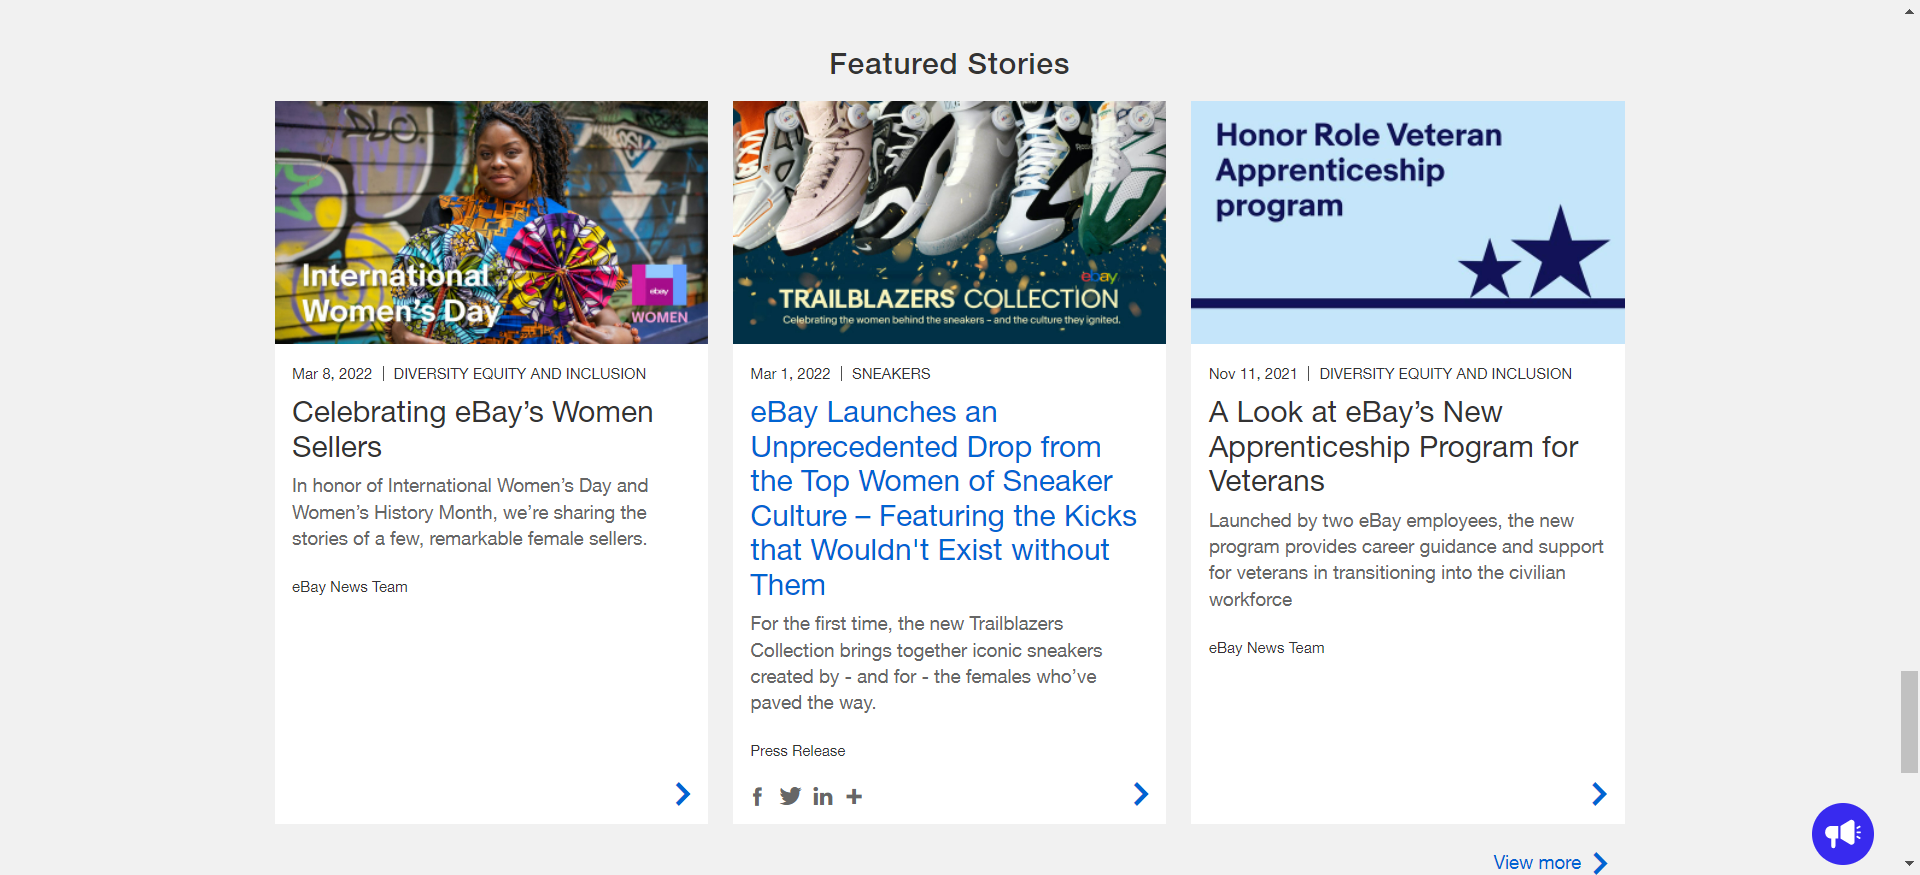 Featured Stories
DLO.
International
Women's Day
ebay
WOMEN
Mar 8, 2022 | DIVERSITY EQUITY AND INCLUSION
Celebrating eBay’s Women
Sellers
In honor of International Women’s Day and
Women’s History Month, we’re sharing the
stories of a few, remarkable female sellers.
eBay News Team
ebay
TRAILBLAZERS COLLECTION
Celebrating the women behind the sneakers – and the culture they ignited.
Mar 1, 2022 | SNEAKERS
eBay Launches an
Unprecedented Drop from
the Top Women of Sneaker
Culture – Featuring the Kicks
that Wouldn't Exist without
Them
For the first time, the new Trailblazers
Collection brings together iconic sneakers
created by - and for - the females who’ve
paved the way.
Press Release
Honor Role Veteran
Apprenticeship
program
Nov 11, 2021 | DIVERSITY EQUITY AND INCLUSION
A Look at eBay’s New
Apprenticeship Program for
Veterans
Launched by two eBay employees, the new
program provides career guidance and support
for veterans in transitioning into the civilian
workforce
eBay News Team
View more